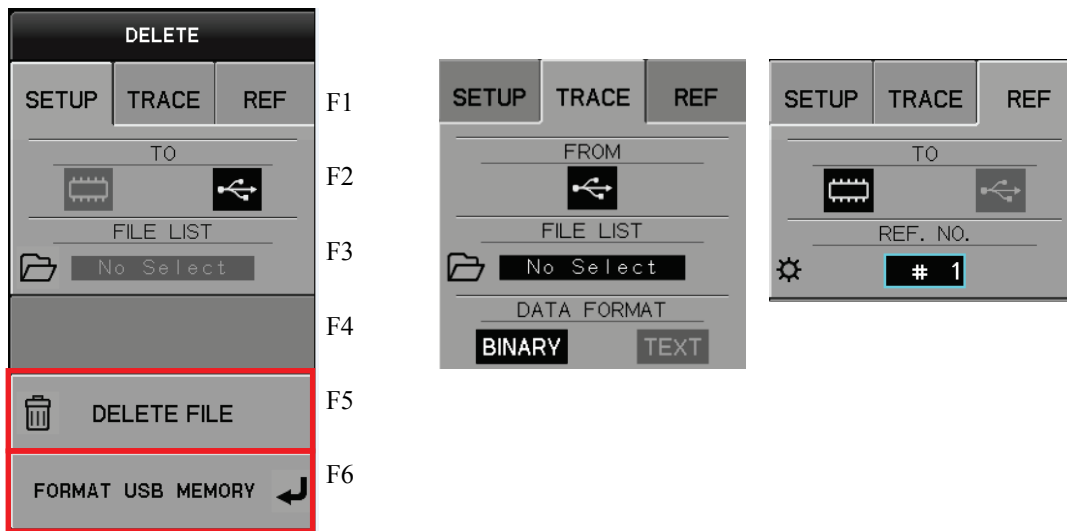 DELETE
SETUP TRACE REF F1
TO
F2
FILE LIST
No Select F3
F4
DELETE FILE F5
FORMAT USB MEMORY F6
SETUP TRACE REF
FROM
FILE LIST
No Select
DATA FORMAT
BINARY TEXT
SETUP TRACE REF
TO
REF. NO.
# 1